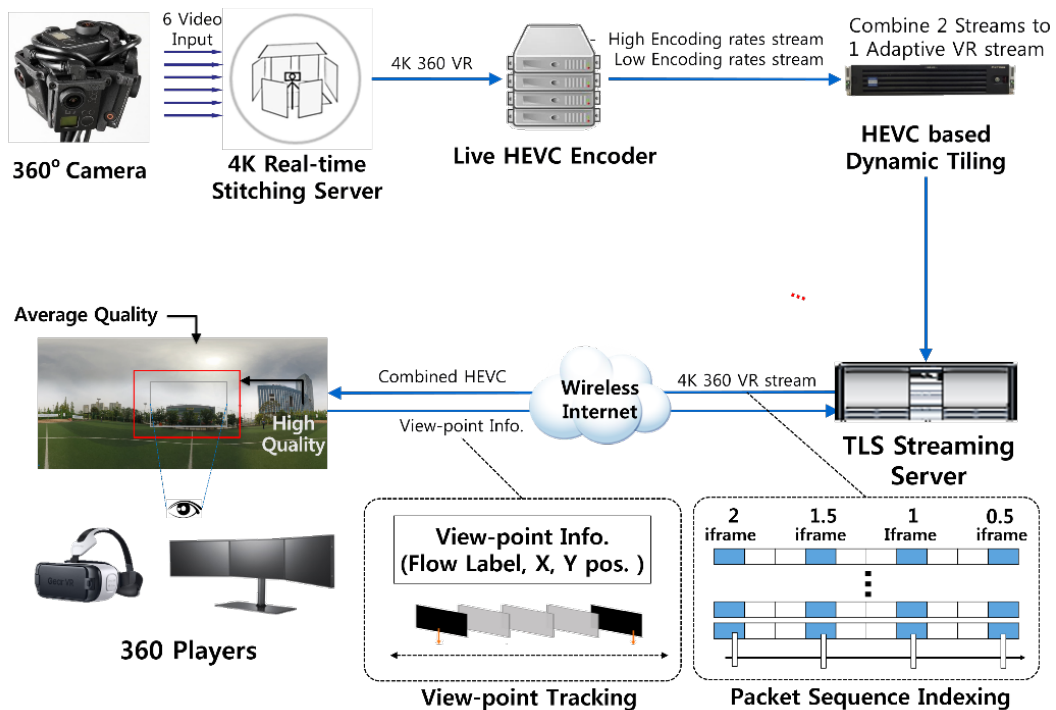 6 Video
Input
4K 360 VR
High Encoding rates stream
Low Encoding rates stream
Combine 2 Streams to
1 Adaptive VR stream
360° Camera
4K Real-time
Stitching Server
Live HEVC Encoder
HEVC based
Dynamic Tiling
Average Quality
High
Quality
Combined HEVC
View-point Info.
Wireless
Internet
4K 360 VR stream
TLS Streaming
Server
360 Players
View-point Info.
(Flow Label, X, Y pos. )
View-point Tracking
2
iframe
1.5
iframe
1
Iframe
0.5
iframe
Packet Sequence Indexing